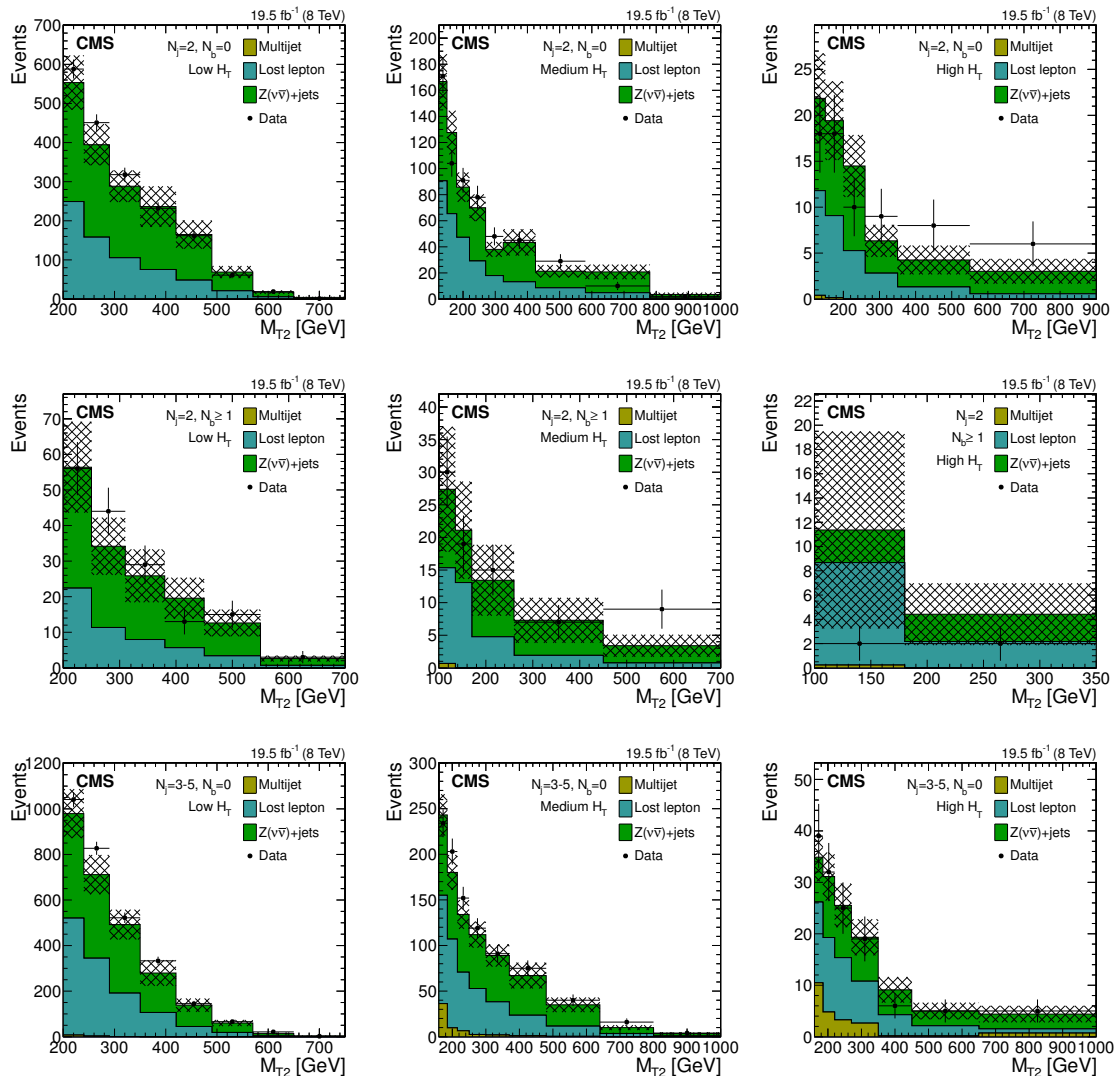 19.5 fb⁻¹ (8 TeV)
CMS
N_j=2, N_b=0
Low H_T
Multijet
Lost lepton
Z(νν̅)+jets
Data
Events
700
600
500
400
300
200
100
0
200 300 400 500 600 700
M_T2 [GeV]
19.5 fb⁻¹ (8 TeV)
CMS
N_j=2, N_b=0
Medium H_T
Multijet
Lost lepton
Z(νν̅)+jets
Data
Events
200
180
160
140
120
100
80
60
40
20
0
200 300 400 500 600 700 800 900 1000
M_T2 [GeV]
19.5 fb⁻¹ (8 TeV)
CMS
N_j=2, N_b=0
High H_T
Multijet
Lost lepton
Z(νν̅)+jets
Data
Events
25
20
15
10
5
0
200 300 400 500 600 700 800 900
M_T2 [GeV]
19.5 fb⁻¹ (8 TeV)
CMS
N_j=2, N_b≥ 1
Low H_T
Multijet
Lost lepton
Z(νν̅)+jets
Data
Events
70
60
50
40
30
20
10
0
200 300 400 500 600 700
M_T2 [GeV]
19.5 fb⁻¹ (8 TeV)
CMS
N_j=2, N_b≥ 1
Medium H_T
Multijet
Lost lepton
Z(νν̅)+jets
Data
Events
40
35
30
25
20
15
10
5
0
100 200 300 400 500 600 700
M_T2 [GeV]
19.5 fb⁻¹ (8 TeV)
CMS
N_j=2
N_b≥ 1
High H_T
Multijet
Lost lepton
Z(νν̅)+jets
Data
Events
22
20
18
16
14
12
10
8
6
4
2
0
100 150 200 250 300 350
M_T2 [GeV]
19.5 fb⁻¹ (8 TeV)
CMS
N_j=3-5, N_b=0
Low H_T
Multijet
Lost lepton
Z(νν̅)+jets
Data
Events
1200
1000
800
600
400
200
0
200 300 400 500 600 700
M_T2 [GeV]
19.5 fb⁻¹ (8 TeV)
CMS
N_j=3-5, N_b=0
Medium H_T
Multijet
Lost lepton
Z(νν̅)+jets
Data
Events
300
250
200
150
100
50
0
200 300 400 500 600 700 800 900 1000
M_T2 [GeV]
19.5 fb⁻¹ (8 TeV)
CMS
N_j=3-5, N_b=0
High H_T
Multijet
Lost lepton
Z(νν̅)+jets
Data
Events
50
40
30
20
10
0
200 300 400 500 600 700 800 900 1000
M_T2 [GeV]